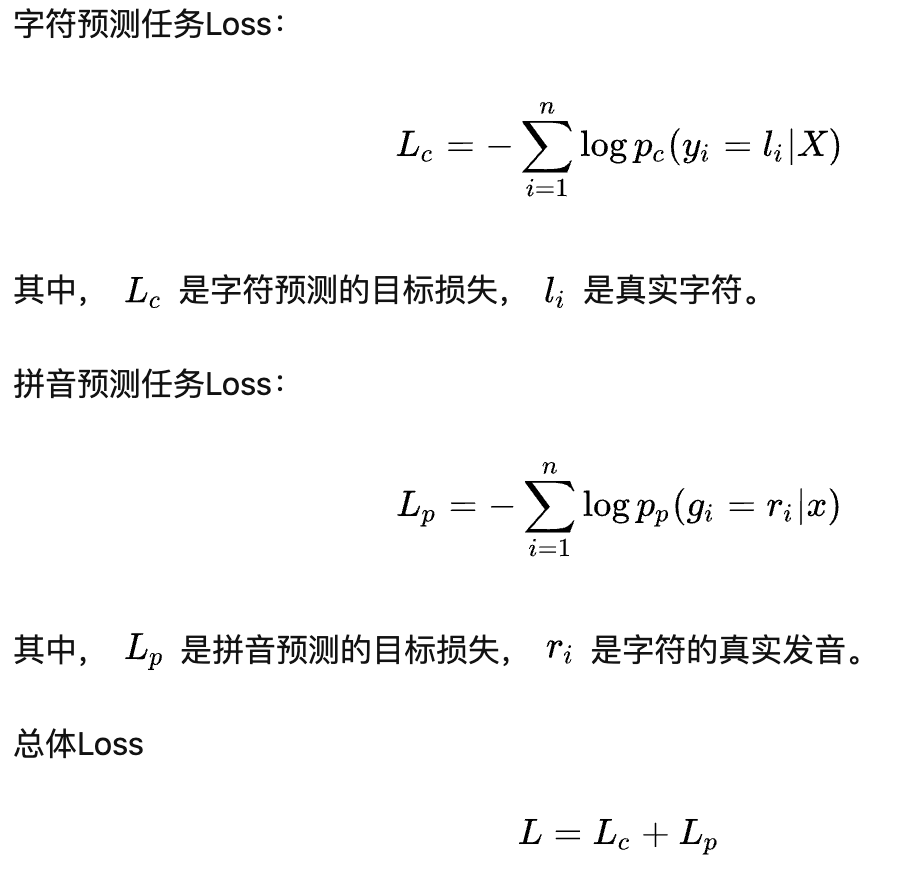 字符预测任务Loss：
$$L_c = -\sum_{i=1}^{n} \log p_c(y_i = l_i|X)$$
其中， $L_c$ 是字符预测的目标损失， $l_i$ 是真实字符。
拼音预测任务Loss：
$$L_p = -\sum_{i=1}^{n} \log p_p(g_i = r_i|x)$$
其中， $L_p$ 是拼音预测的目标损失， $r_i$ 是字符的真实发音。
总体Loss
$$L = L_c + L_p$$